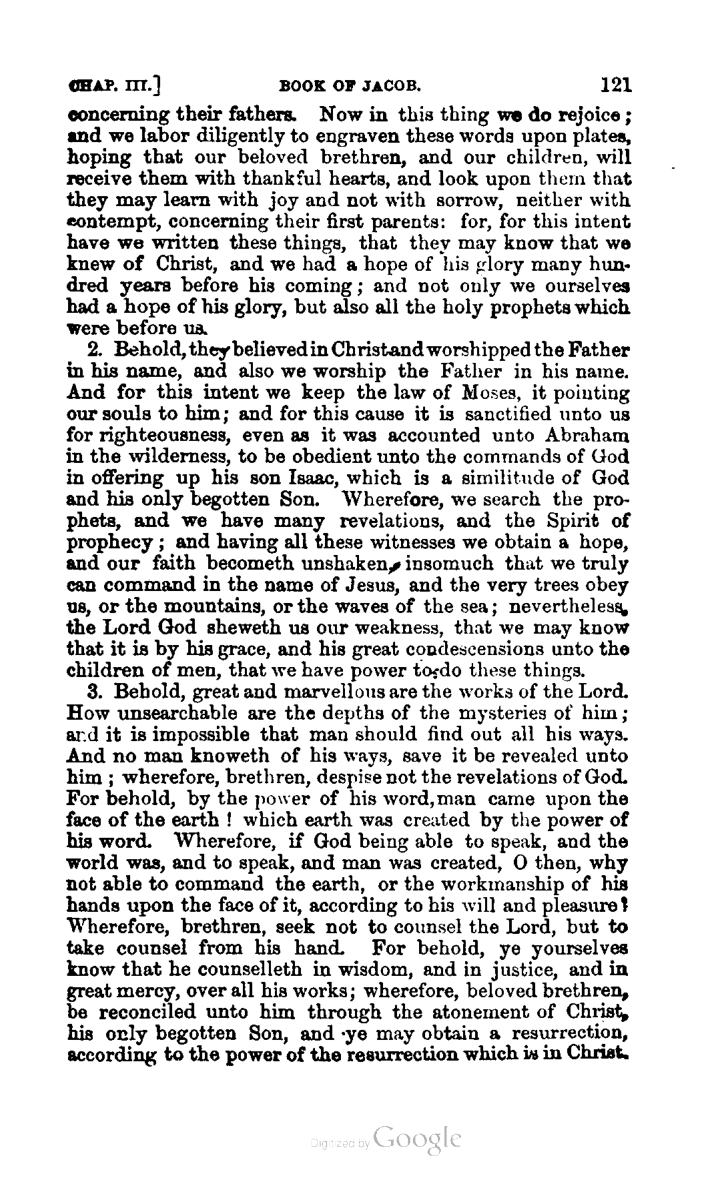 CHAP. III.] BOOK OF JACOB. 121
concerning their fathers. Now in this thing we do rejoice;
and we labor diligently to engraven these words upon plates,
hoping that our beloved brethren, and our children, will
receive them with thankful hearts, and look upon them that
they may learn with joy and not with sorrow, neither with
contempt, concerning their first parents: for, for this intent
have we written these things, that they may know that we
knew of Christ, and we had a hope of his glory many hun-
dred years before his coming; and not only we ourselves
had a hope of his glory, but also all the holy prophets which
were before us.
2. Behold, they believed in Christ and worshipped the Father
in his name, and also we worship the Father in his name.
And for this intent we keep the law of Moses, it pointing
our souls to him; and for this cause it is sanctified unto us
for righteousness, even as it was accounted unto Abraham
in the wilderness, to be obedient unto the commands of God
in offering up his son Isaac, which is a similitude of God
and his only begotten Son. Wherefore, we search the pro-
phets, and we have many revelations, and the Spirit of
prophecy; and having all these witnesses we obtain a hope,
and our faith becometh unshaken, insomuch that we truly
can command in the name of Jesus, and the very trees obey
us, or the mountains, or the waves of the sea; nevertheless,
the Lord God sheweth us our weakness, that we may know
that it is by his grace, and his great condescensions unto the
children of men, that we have power to do these things.
3. Behold, great and marvellous are the works of the Lord.
How unsearchable are the depths of the mysteries of him;
and it is impossible that man should find out all his ways.
And no man knoweth of his ways, save it be revealed unto
him; wherefore, brethren, despise not the revelations of God.
For behold, by the power of his word, man came upon the
face of the earth! which earth was created by the power of
his word. Wherefore, if God being able to speak, and the
world was, and to speak, and man was created, O then, why
not able to command the earth, or the workmanship of his
hands upon the face of it, according to his will and pleasure?
Wherefore, brethren, seek not to counsel the Lord, but to
take counsel from his hand. For behold, ye yourselves
know that he counselleth in wisdom, and in justice, and in
great mercy, over all his works; wherefore, beloved brethren,
be reconciled unto him through the atonement of Christ,
his only begotten Son, and ye may obtain a resurrection,
according to the power of the resurrection which is in Christ.
Digitized by Google